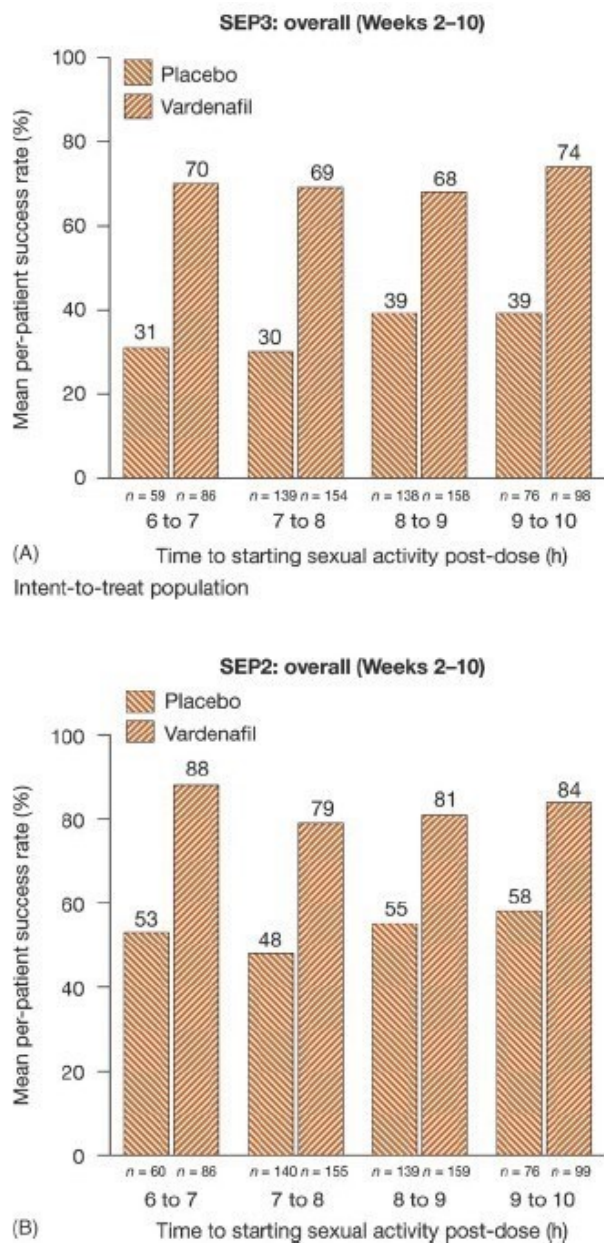 SEP3: overall (Weeks 2–10)
Placebo
Vardenafil
Mean per-patient success rate (%)
100
80
60
40
20
0
31
70
30
69
39
68
39
74
n = 59 n = 86 n = 139 n = 154 n = 138 n = 158 n = 76 n = 98
6 to 7 7 to 8 8 to 9 9 to 10
(A) Time to starting sexual activity post-dose (h)
Intent-to-treat population
SEP2: overall (Weeks 2–10)
Placebo
Vardenafil
Mean per-patient success rate (%)
100
80
60
40
20
0
53
88
48
79
55
81
58
84
n = 60 n = 86 n = 140 n = 155 n = 139 n = 159 n = 76 n = 99
6 to 7 7 to 8 8 to 9 9 to 10
(B) Time to starting sexual activity post-dose (h)